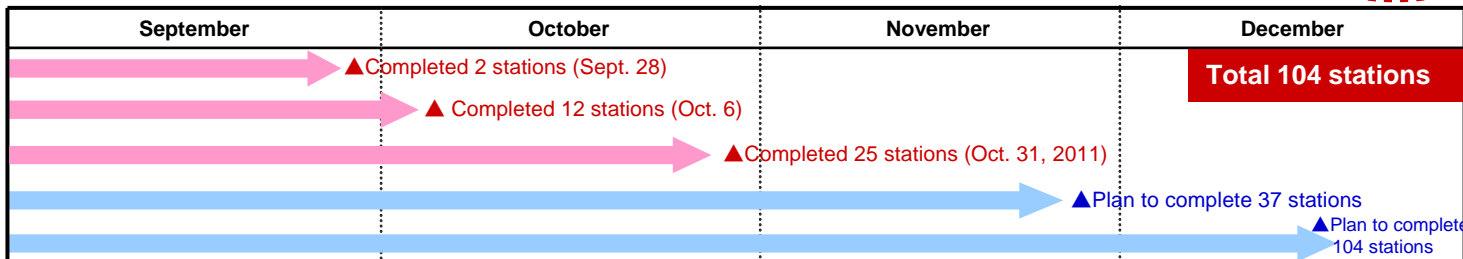 September October November December
▲Completed 2 stations (Sept. 28)
Total 104 stations
▲ Completed 12 stations (Oct. 6)
▲Completed 25 stations (Oct. 31, 2011)
▲Plan to complete 37 stations
▲Plan to complete
104 stations